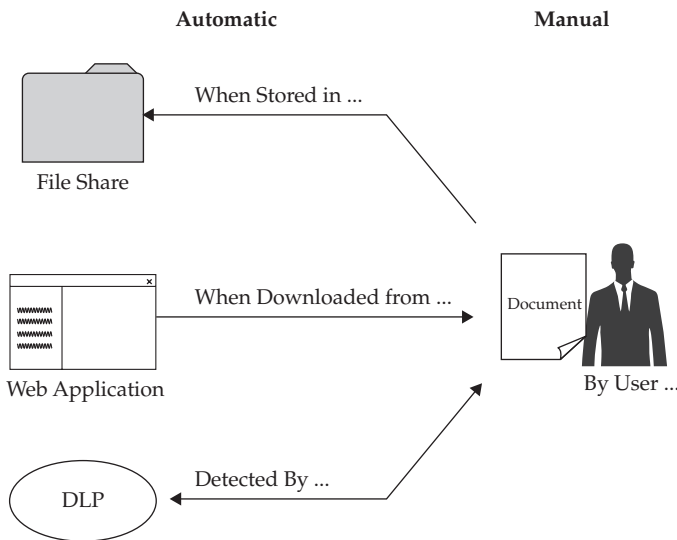 Automatic
Manual
When Stored in ...
File Share
When Downloaded from ...
Document
Web Application
By User ...
Detected By ...
DLP